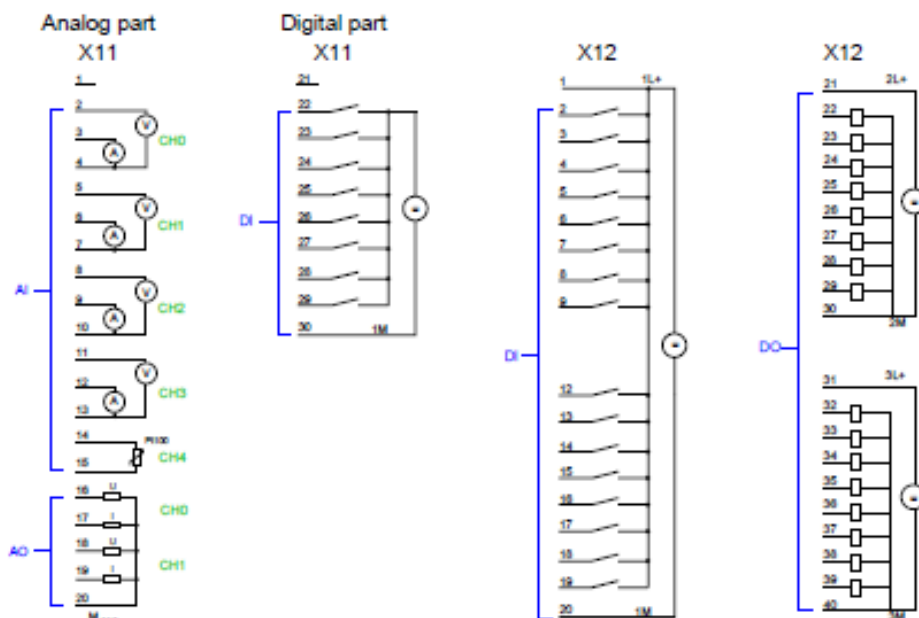 Analog part
X11
1
2
V
3
A
CH0
4
5
V
6
A
CH1
7
8
V
AI
9
A
CH2
10
11
V
12
A
CH3
13
14
Pt100
CH4
15
16
U
CH0
17
I
18
U
AO
19
I
CH1
20
M
Digital part
X11
21
22
23
24
25
DI
26
27
28
29
30
1M
X12
1
1L+
2
3
4
5
6
7
8
9
DI
12
13
14
15
16
17
18
19
20
1M
X12
21
2L+
22
23
24
25
26
27
28
29
30
2M
DO
31
3L+
32
33
34
35
36
37
38
39
40
3M